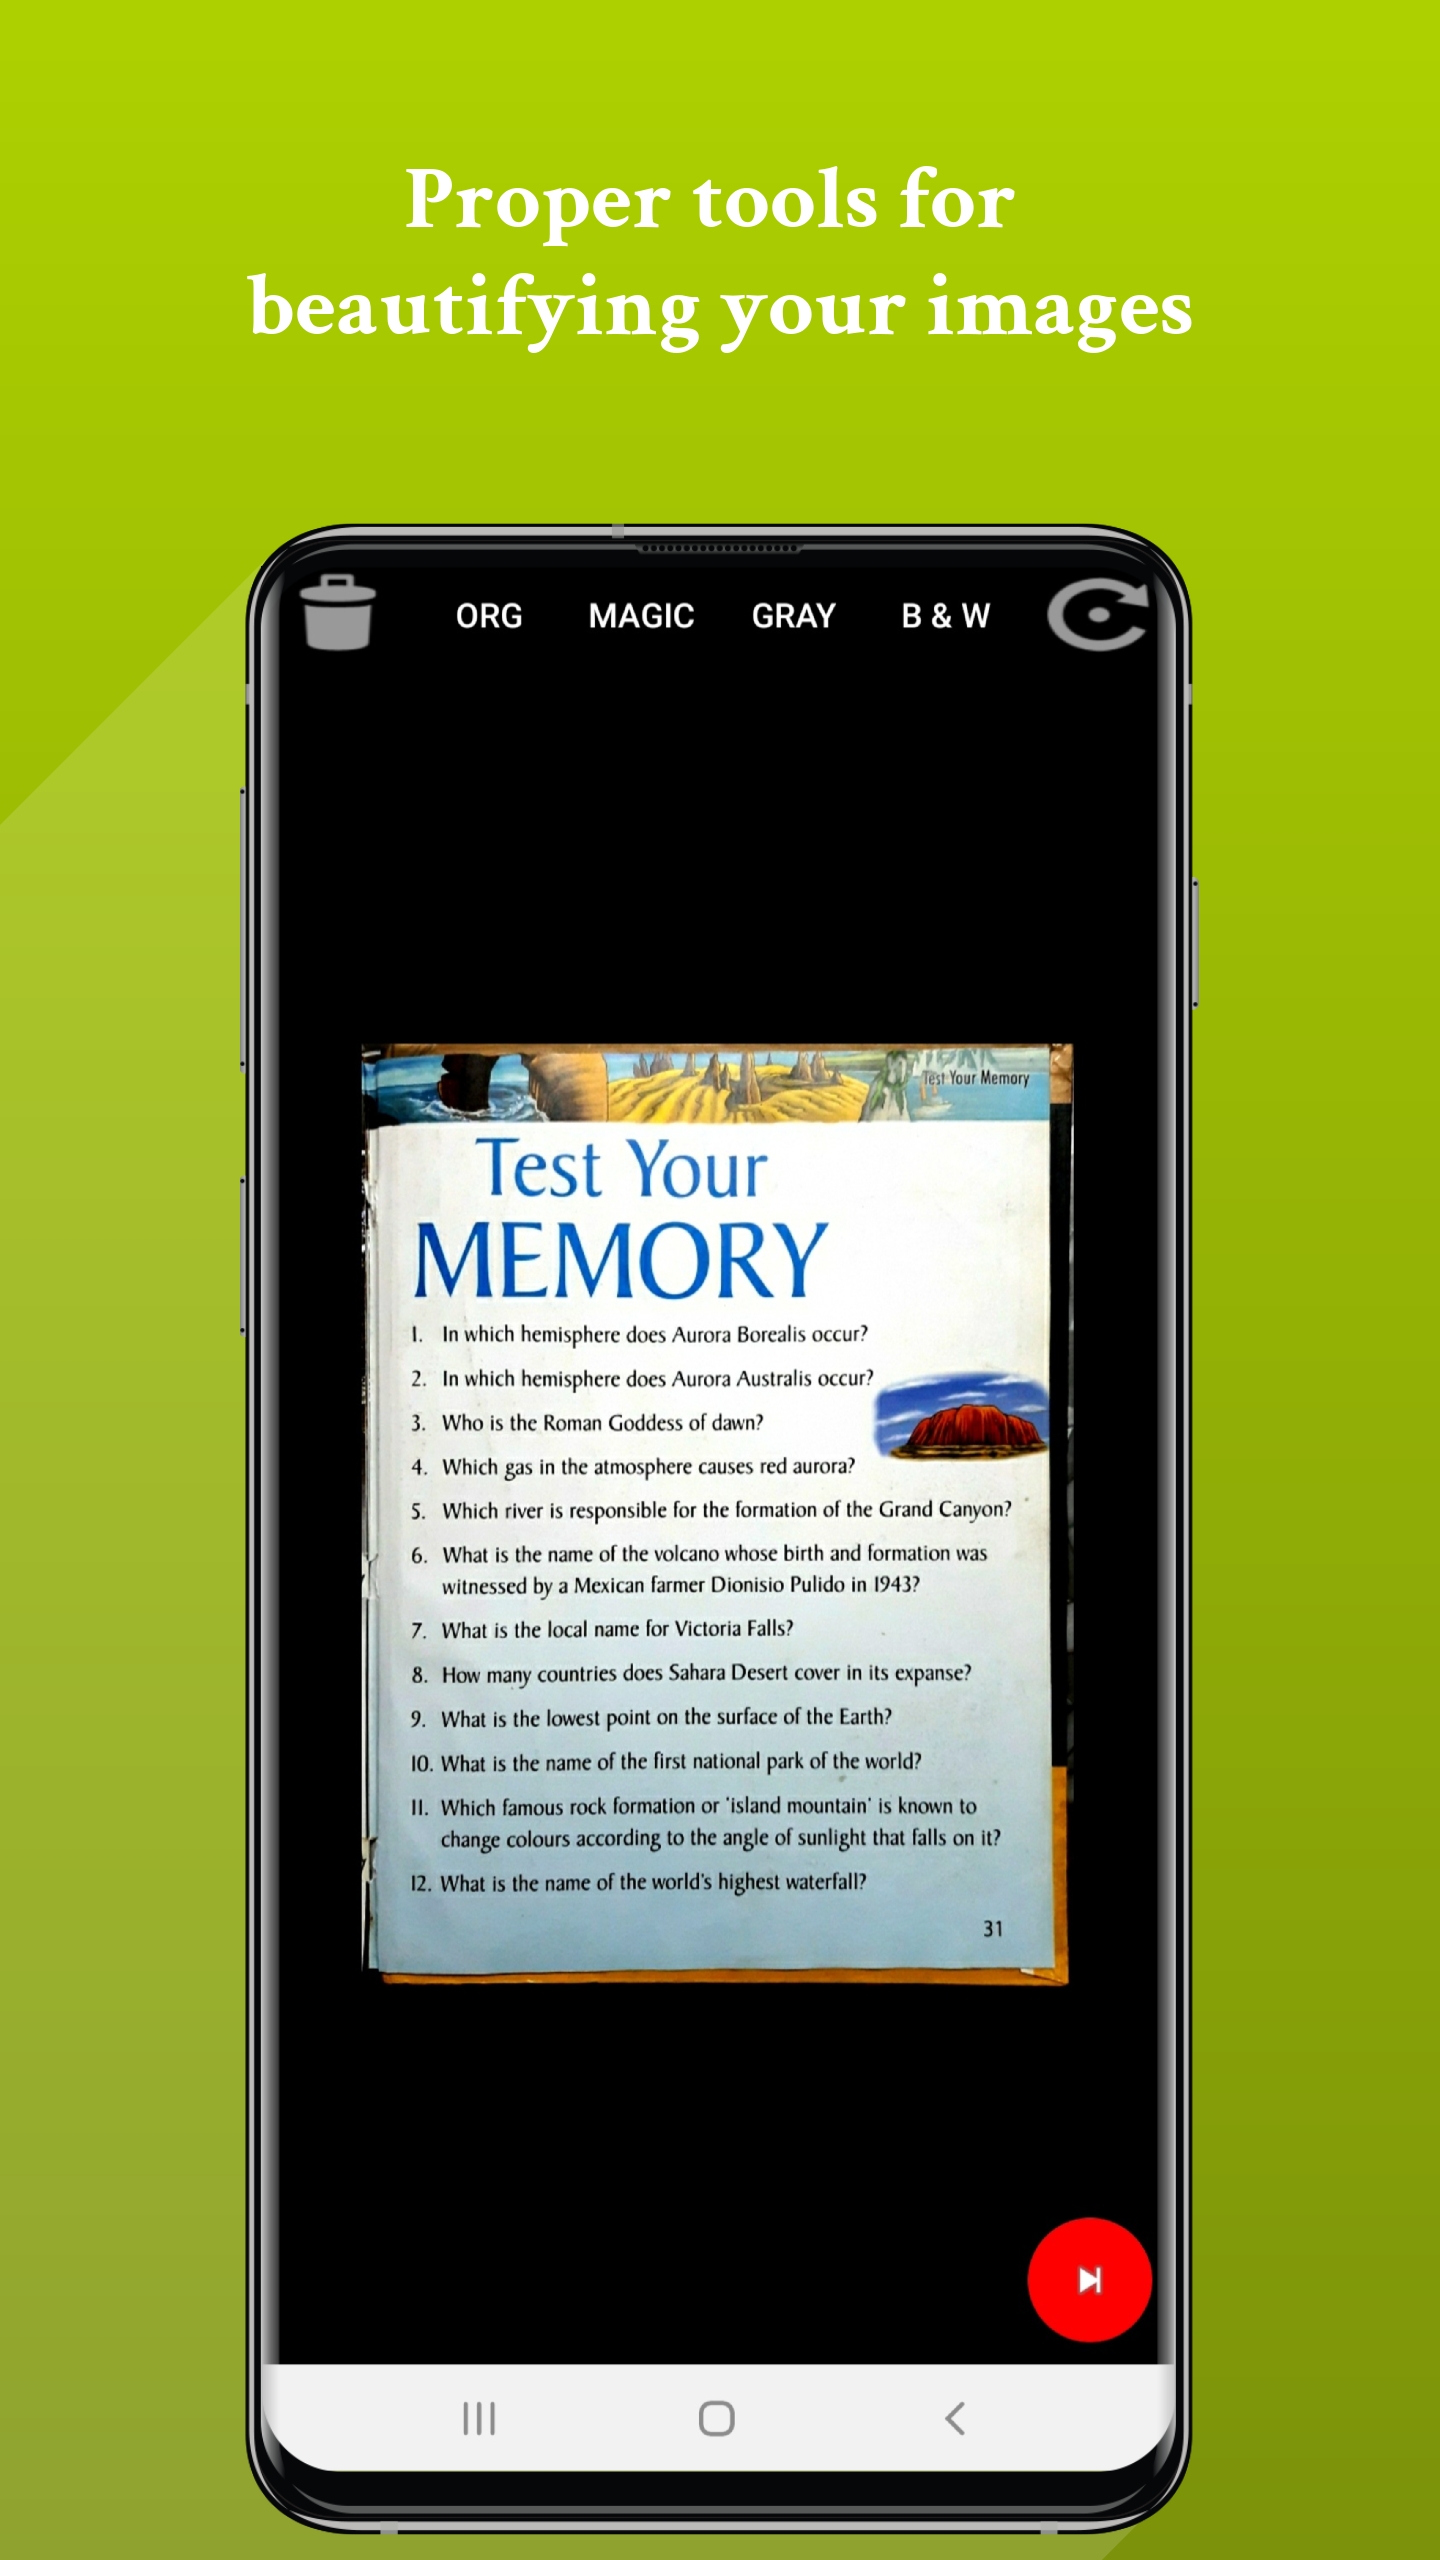 Proper tools for
beautifying your images
ORG MAGIC GRAY B & W
Test Your Memory
Test Your
MEMORY
1. In which hemisphere does Aurora Borealis occur?
2. In which hemisphere does Aurora Australis occur?
3. Who is the Roman Goddess of dawn?
4. Which gas in the atmosphere causes red aurora?
5. Which river is responsible for the formation of the Grand Canyon?
6. What is the name of the volcano whose birth and formation was
witnessed by a Mexican farmer Dionisio Pulido in 1943?
7. What is the local name for Victoria Falls?
8. How many countries does Sahara Desert cover in its expanse?
9. What is the lowest point on the surface of the Earth?
10. What is the name of the first national park of the world?
11. Which famous rock formation or 'island mountain' is known to
change colours according to the angle of sunlight that falls on it?
12. What is the name of the world's highest waterfall?
31